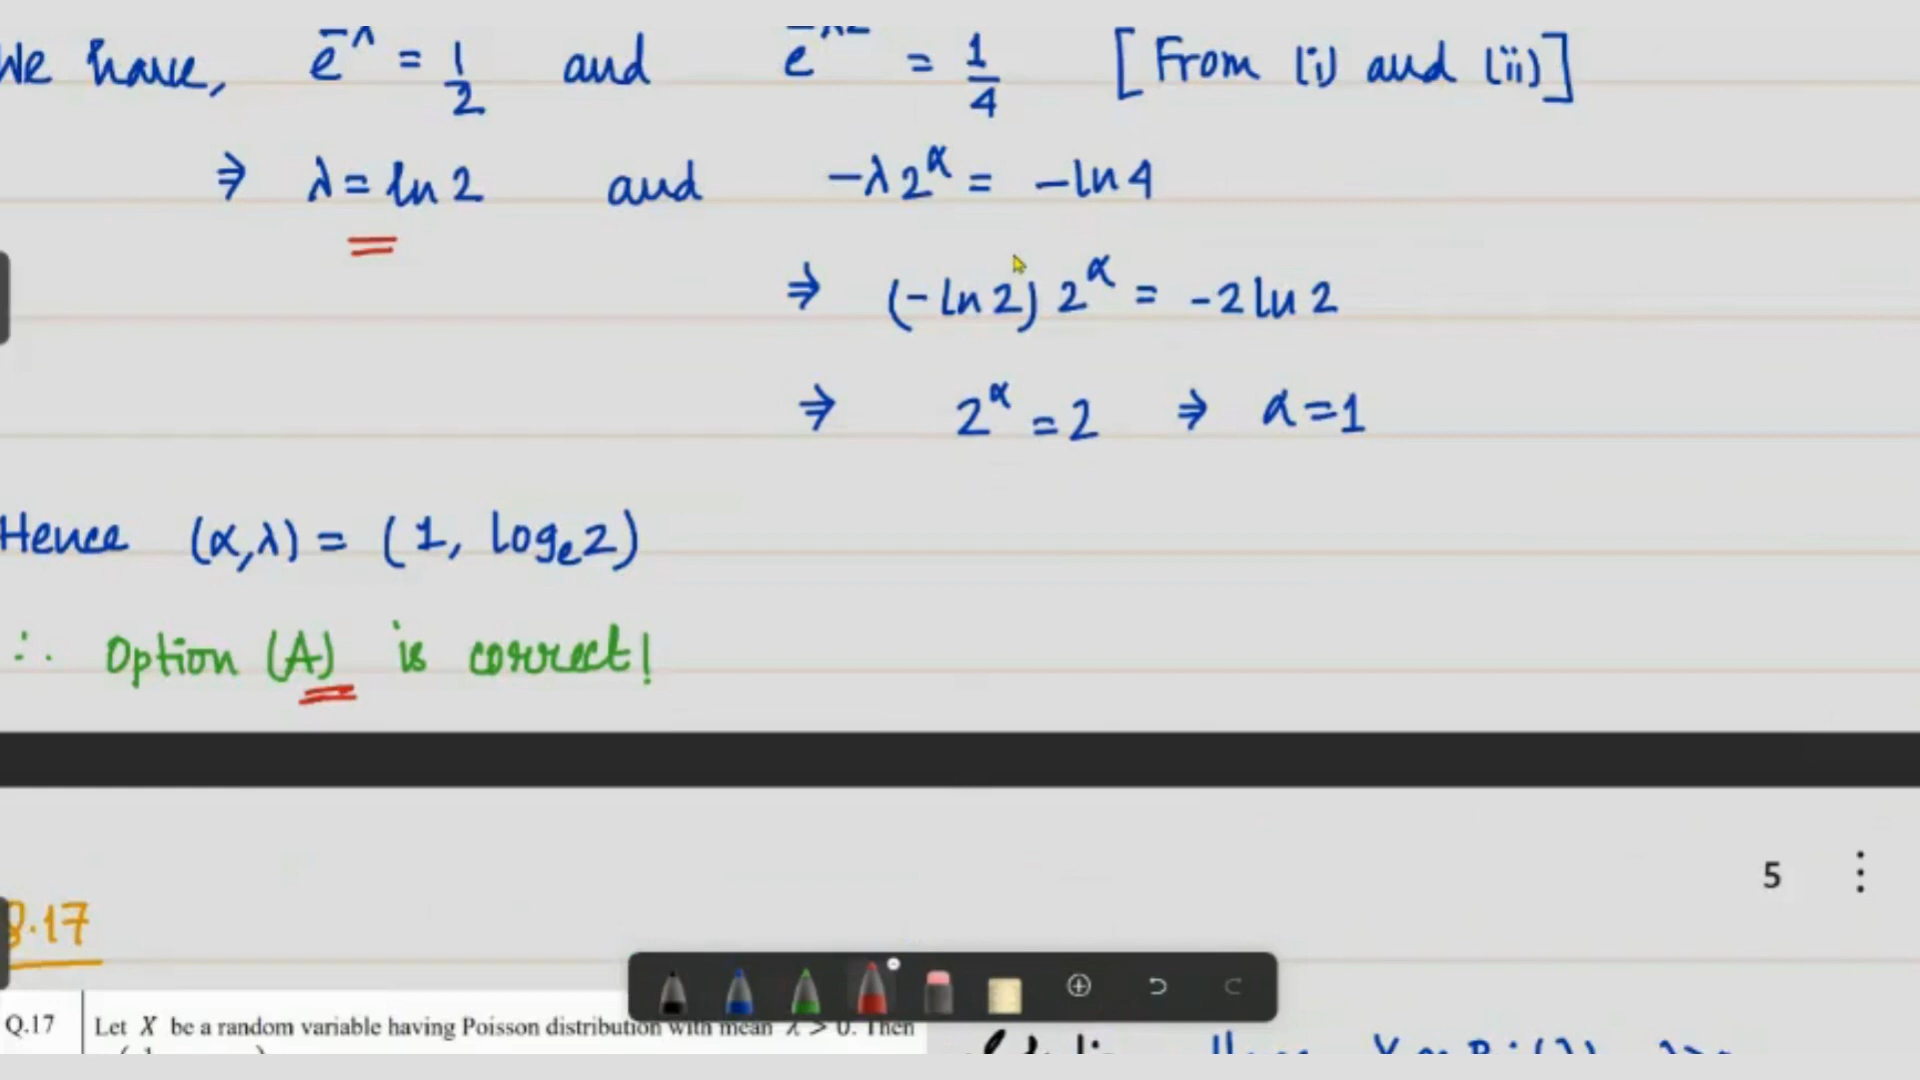 We have, e^-λ = 1/2 and e^-λ2 = 1/4 [From (i) and (ii)]
⇒ λ = ln 2 and -λ2^α = -ln 4
⇒ (-ln 2) 2^α = -2 ln 2
⇒ 2^α = 2 ⇒ α = 1
Hence (α, λ) = (1, log_e 2)
∴ Option (A) is correct!
5
Q.17
Q.17 Let X be a random variable having Poisson distribution with mean λ > 0. Then